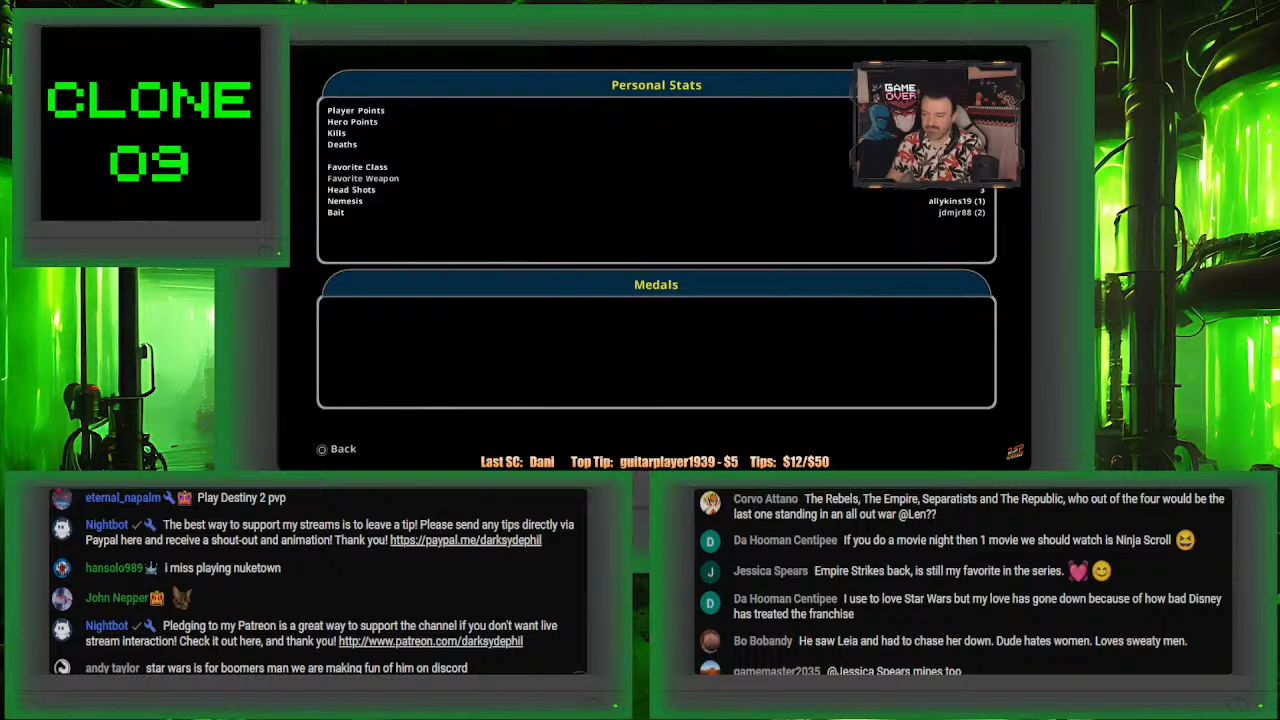 CLONE
09
Personal Stats
Player Points
Hero Points
Kills
Deaths
Favorite Class
Favorite Weapon
Head Shots 3
Nemesis allykins19 (1)
Bait jdmjr88 (2)
GAME
OVER
Medals
Back
Last SC: Dani Top Tip: guitarplayer1939 - $5 Tips: $12/$50
eternal_napalm Play Destiny 2 pvp
Nightbot The best way to support my streams is to leave a tip! Please send any tips directly via
Paypal here and receive a shout-out and animation! Thank you! https://paypal.me/darksydephil
hansolo989 i miss playing nuketown
John Nepper
Nightbot Pledging to my Patreon is a great way to support the channel if you don't want live
stream interaction! Check it out here, and thank you! http://www.patreon.com/darksydephil
andy taylor star wars is for boomers man we are making fun of him on discord
Corvo Attano The Rebels, The Empire, Separatists and The Republic, who out of the four would be the
last one standing in an all out war @Len??
D Da Hooman Centipee If you do a movie night then 1 movie we should watch is Ninja Scroll
J Jessica Spears Empire Strikes back, is still my favorite in the series.
D Da Hooman Centipee I use to love Star Wars but my love has gone down because of how bad Disney
has treated the franchise
Bo Bobandy He saw Leia and had to chase her down. Dude hates women. Loves sweaty men.
gamemaster2035 @Jessica Spears mines too